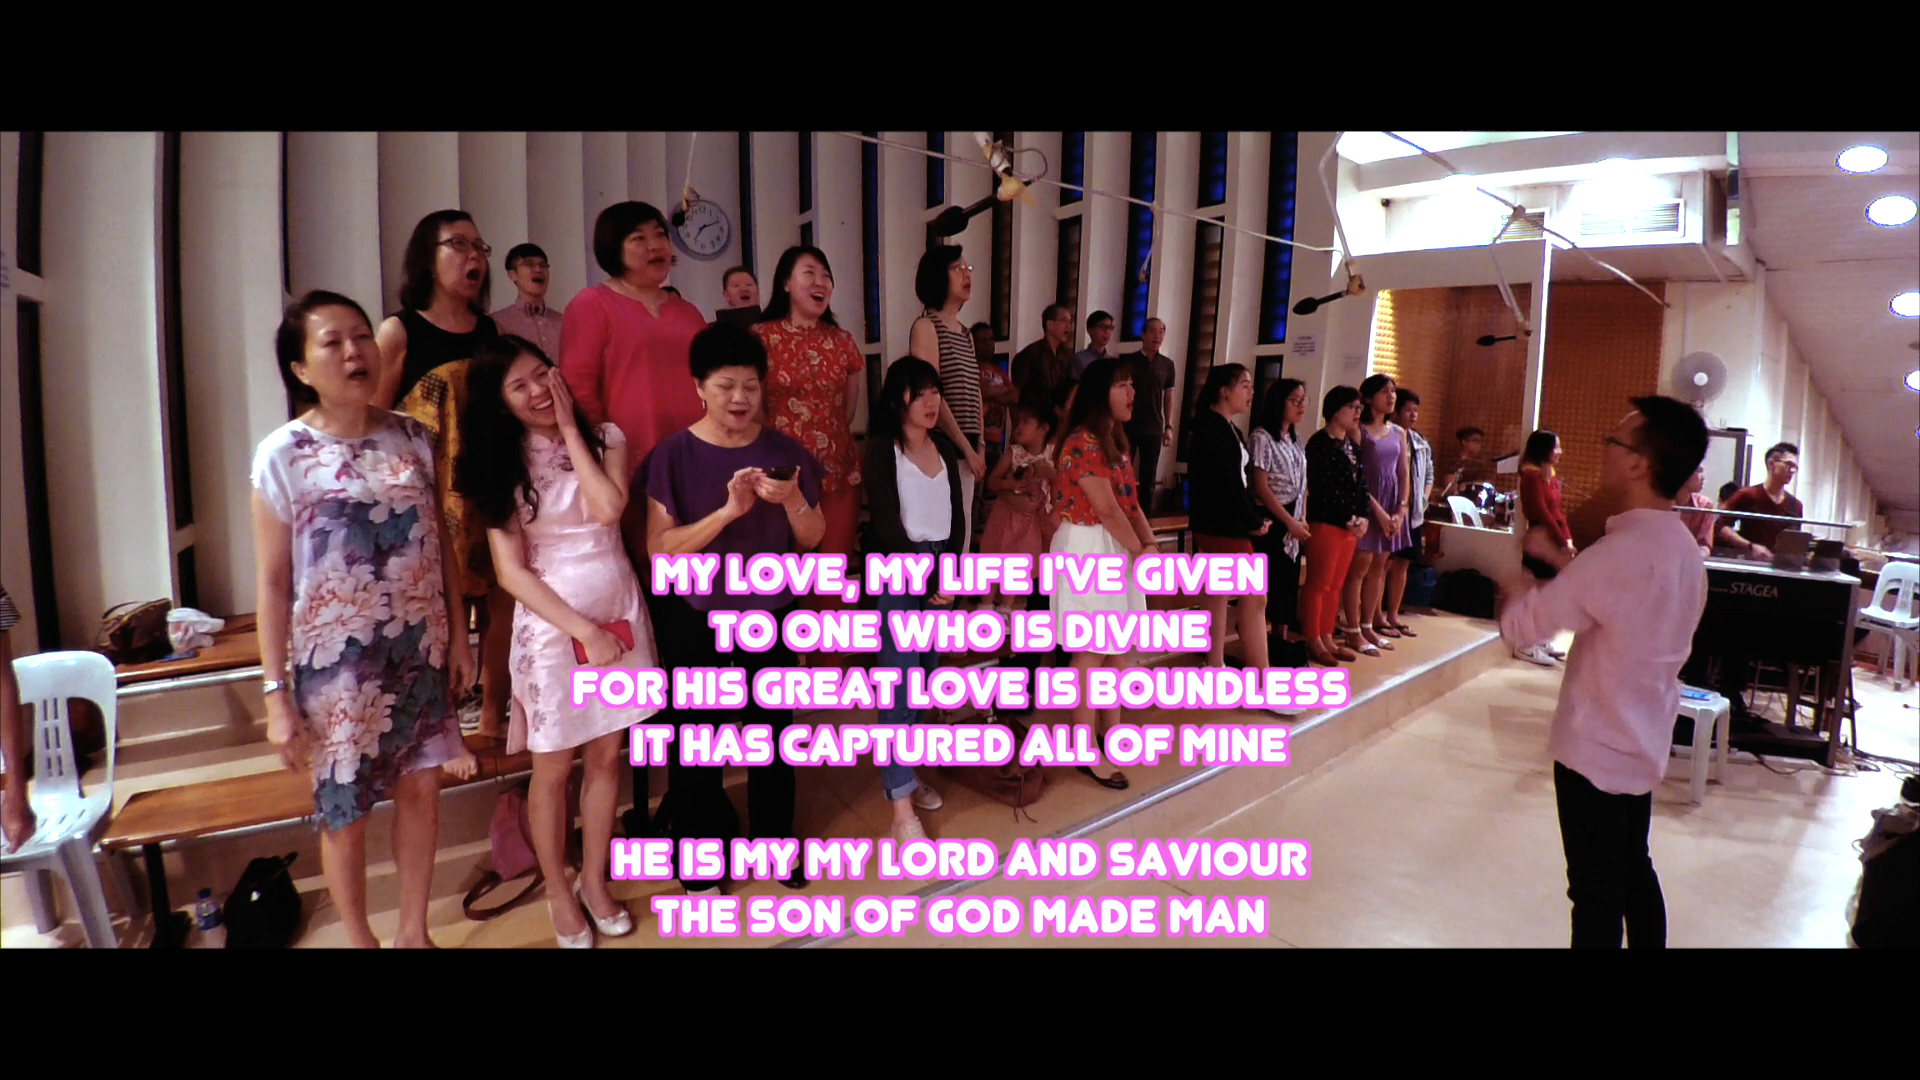 STAGEA
MY LOVE, MY LIFE I'VE GIVEN
TO ONE WHO IS DIVINE
FOR HIS GREAT LOVE IS BOUNDLESS
IT HAS CAPTURED ALL OF MINE
HE IS MY MY LORD AND SAVIOUR
THE SON OF GOD MADE MAN